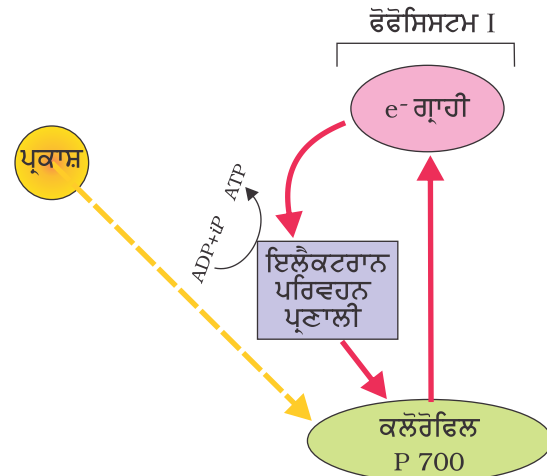 ਫੋਫੋਸਿਸਟਮ I
e- ਗ੍ਰਾਹੀ
ਪ੍ਰਕਾਸ਼
ATP
ADP+iP
ਇਲੈਕਟਰਾਨ
ਪਰਿਵਹਨ
ਪ੍ਰਣਾਲੀ
ਕਲੋਰੋਫਿਲ
P 700